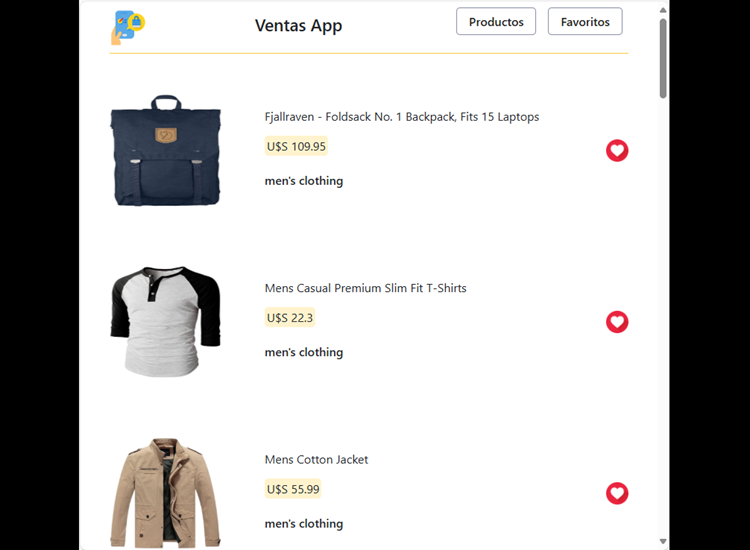 Ventas App
Productos
Favoritos
Fjallraven - Foldsack No. 1 Backpack, Fits 15 Laptops
U$S 109.95
men's clothing
Mens Casual Premium Slim Fit T-Shirts
U$S 22.3
men's clothing
Mens Cotton Jacket
U$S 55.99
men's clothing